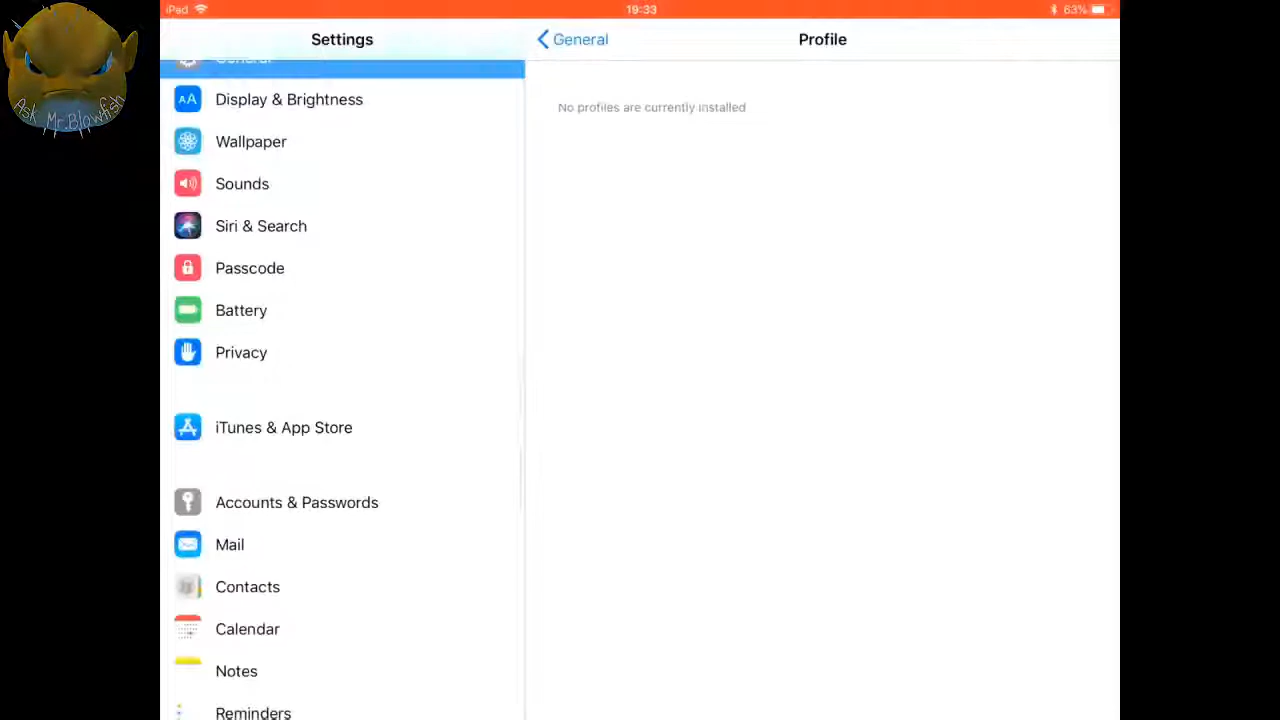 iPad
19:33
63%
Settings
General
Profile
General
No profiles are currently installed
Display & Brightness
Wallpaper
Sounds
Siri & Search
Passcode
Battery
Privacy
iTunes & App Store
Accounts & Passwords
Mail
Contacts
Calendar
Notes
Reminders
Ask Mr.Blowfish